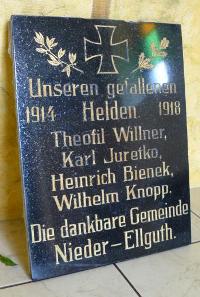 Unseren gefallenen
1914 Helden. 1918
Theofil Willner,
Karl Juretko,
Heinrich Bienek,
Wilhelm Knopp.
Die dankbare Gemeinde
Nieder-Ellguth.